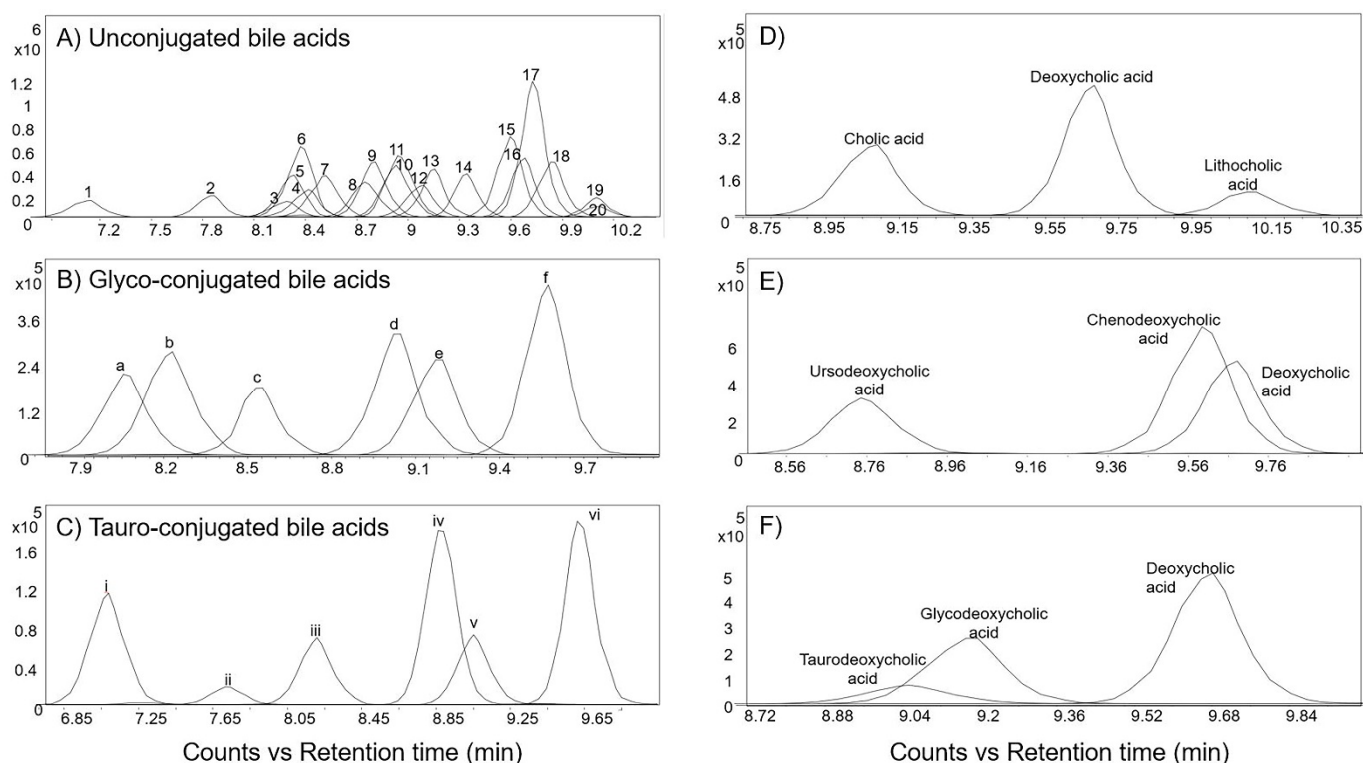 6
x10
A) Unconjugated bile acids
1.2
1
0.8
0.6
0.4
0.2
0
1
2
3
4
5
6
7
8
9
10
11
12
13
14
15
16
17
18
19
20
7.2 7.5 7.8 8.1 8.4 8.7 9 9.3 9.6 9.9 10.2
5
x10
B) Glyco-conjugated bile acids
3.6
2.4
1.2
0
a
b
c
d
e
f
7.9 8.2 8.5 8.8 9.1 9.4 9.7
5
x10
C) Tauro-conjugated bile acids
1.6
1.2
0.8
0.4
0
i
ii
iii
iv
v
vi
6.85 7.25 7.65 8.05 8.45 8.85 9.25 9.65
Counts vs Retention time (min)
5
x10
D)
4.8
3.2
1.6
0
Cholic acid
Deoxycholic acid
Lithocholic
acid
8.75 8.95 9.15 9.35 9.55 9.75 9.95 10.15 10.35
5
x10
E)
6
4
2
0
Ursodeoxycholic
acid
Chenodeoxycholic
acid
Deoxycholic
acid
8.56 8.76 8.96 9.16 9.36 9.56 9.76
5
x10
F)
5
4
3
2
1
0
Taurodeoxycholic
acid
Glycodeoxycholic
acid
Deoxycholic
acid
8.72 8.88 9.04 9.2 9.36 9.52 9.68 9.84
Counts vs Retention time (min)